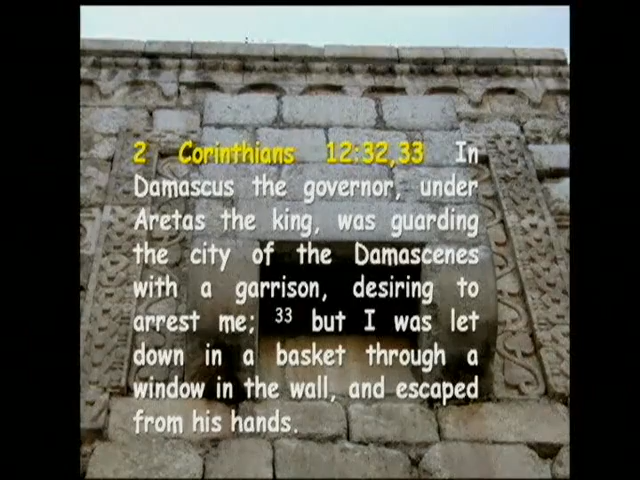 2 Corinthians 12:32,33 In
Damascus the governor, under
Aretas the king, was guarding
the city of the Damascenes
with a garrison, desiring to
arrest me; 33 but I was let
down in a basket through a
window in the wall, and escaped
from his hands.